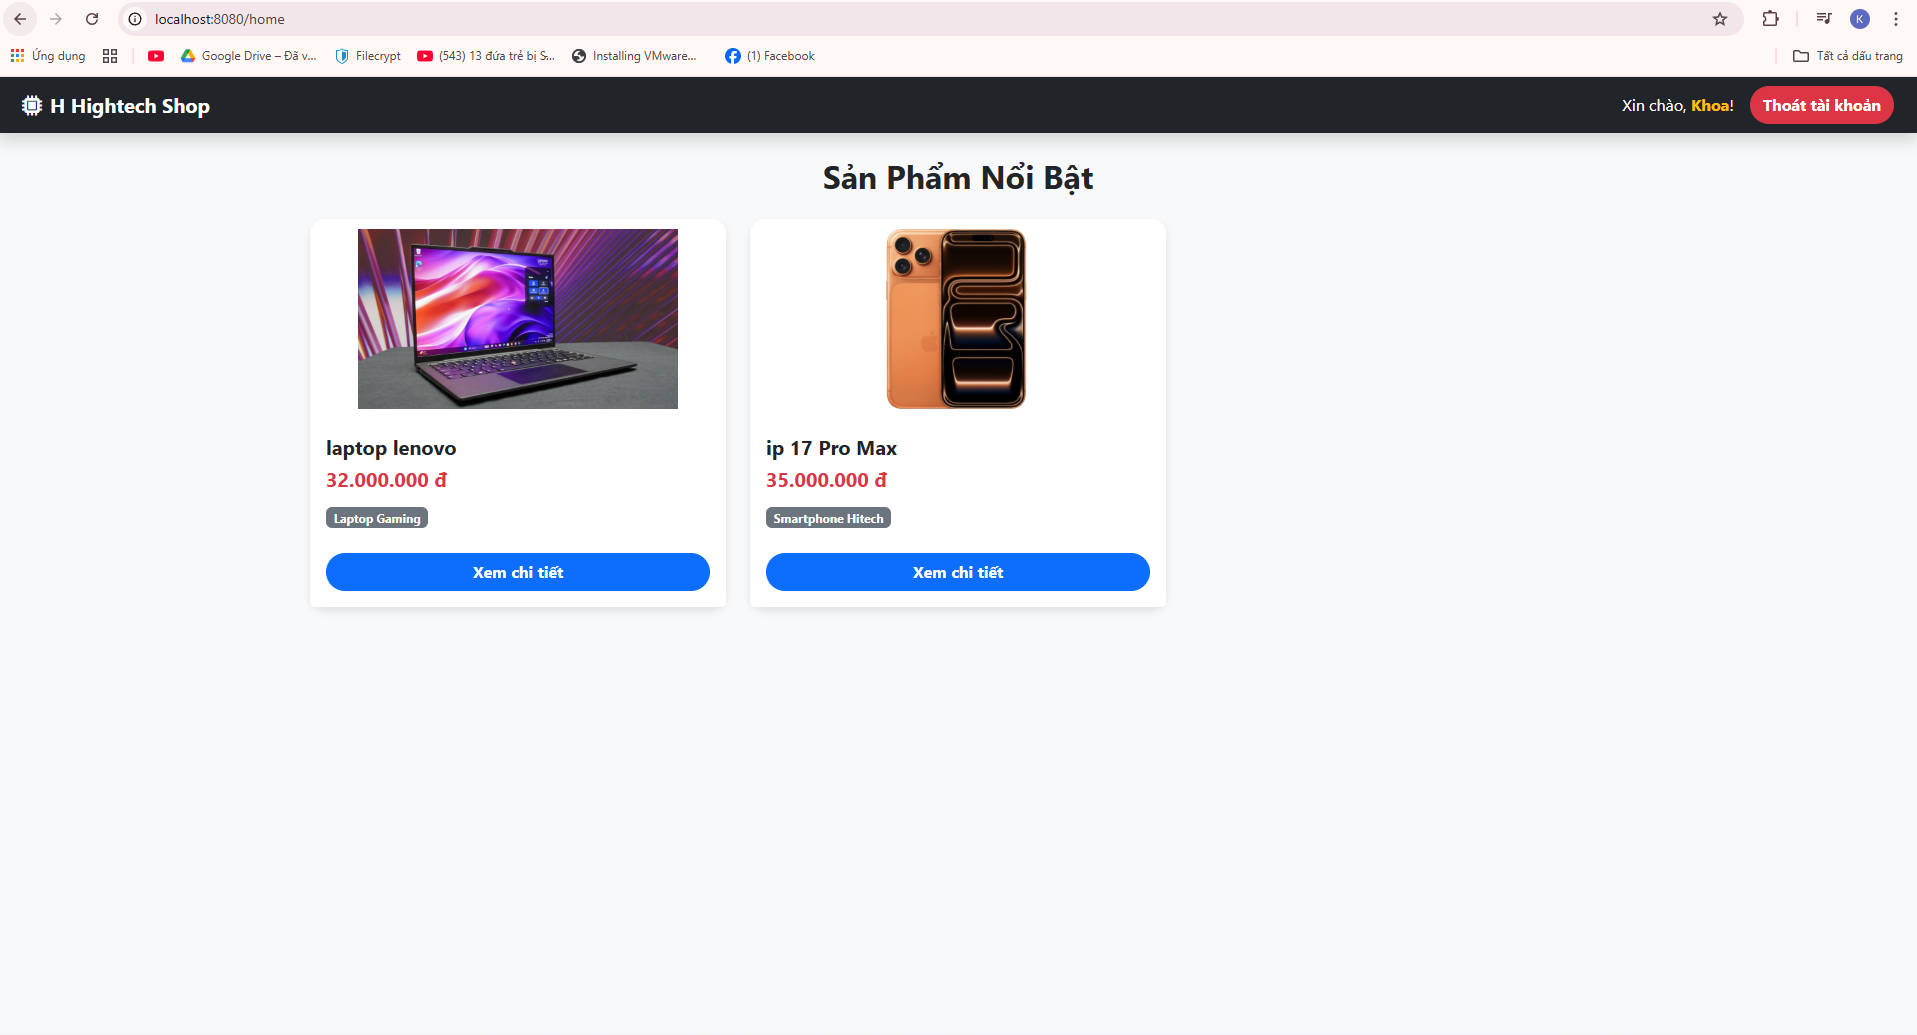 localhost:8080/home
K
Ứng dụng
Google Drive – Đã v...
Filecrypt
(543) 13 đứa trẻ bị S...
Installing VMware...
(1) Facebook
Tất cả dấu trang
H Hightech Shop
Xin chào, Khoa!
Thoát tài khoản
Sản Phẩm Nổi Bật
laptop lenovo
32.000.000 đ
Laptop Gaming
Xem chi tiết
ip 17 Pro Max
35.000.000 đ
Smartphone Hitech
Xem chi tiết